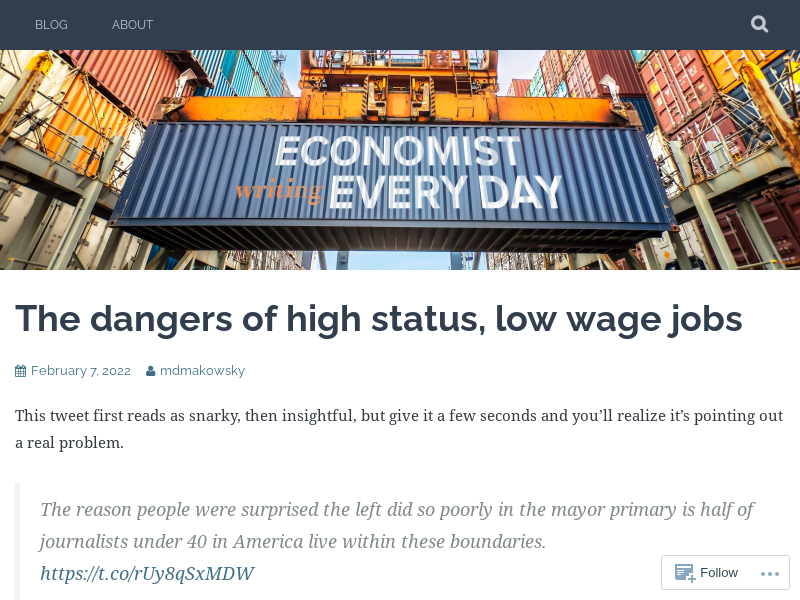 BLOG ABOUT
ECONOMIST
writing EVERY DAY
The dangers of high status, low wage jobs
February 7, 2022 mdmakowsky
This tweet first reads as snarky, then insightful, but give it a few seconds and you’ll realize it’s pointing out
a real problem.
The reason people were surprised the left did so poorly in the mayor primary is half of
journalists under 40 in America live within these boundaries.
https://t.co/rUy8qSxMDW
Follow